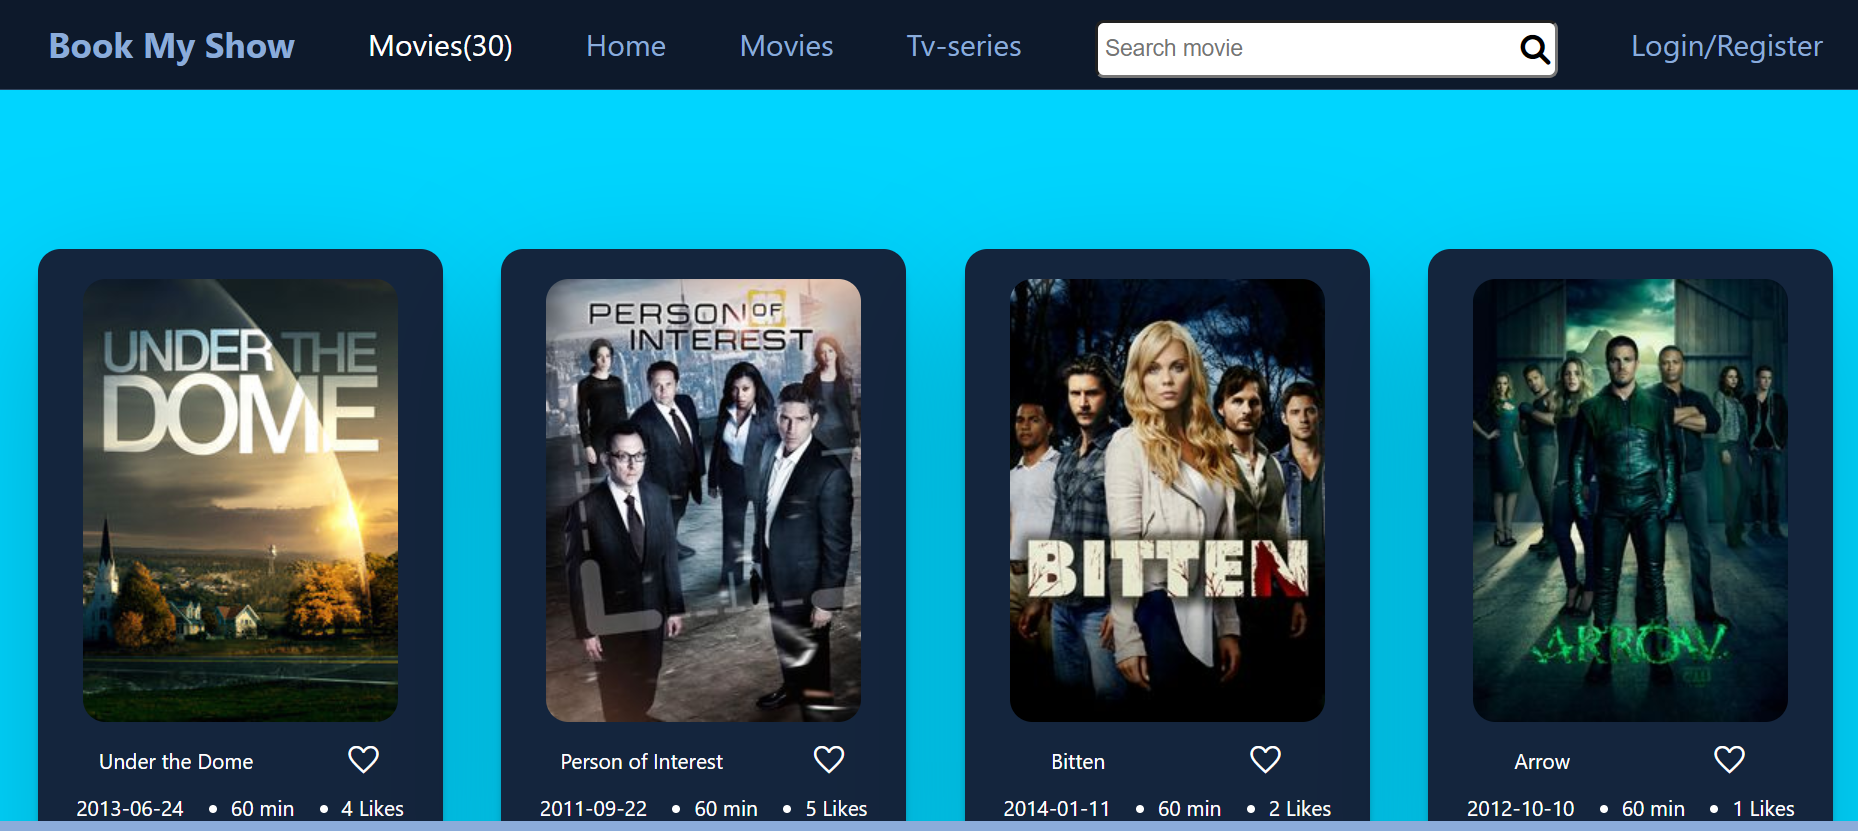 Book My Show Movies(30) Home Movies Tv-series Search movie Login/Register
UNDER THE
DOME
PERSON OF
INTEREST
BITTEN
ARROW
CW
Under the Dome
Person of Interest
Bitten
Arrow
2013-06-24 • 60 min • 4 Likes
2011-09-22 • 60 min • 5 Likes
2014-01-11 • 60 min • 2 Likes
2012-10-10 • 60 min • 1 Likes